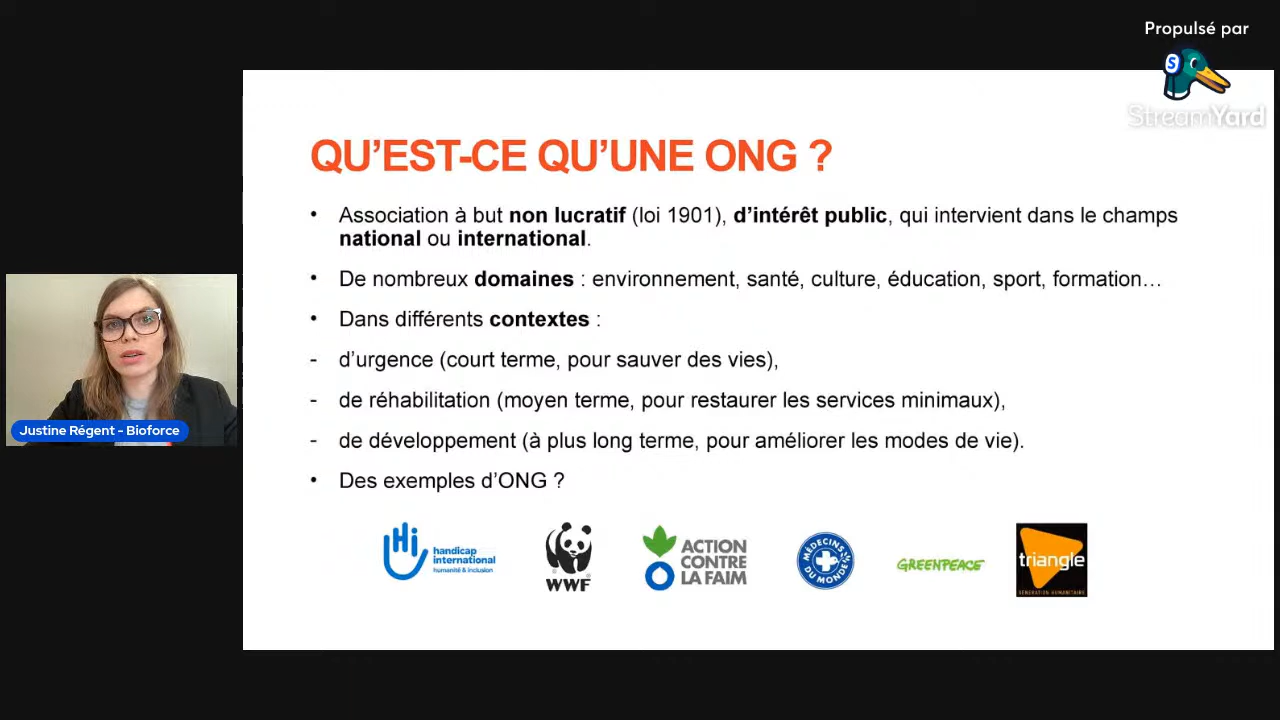 Propulsé par
StreamYard
QU’EST-CE QU’UNE ONG ?
• Association à but non lucratif (loi 1901), d’intérêt public, qui intervient dans le champs
national ou international.
• De nombreux domaines : environnement, santé, culture, éducation, sport, formation…
• Dans différents contextes :
- d’urgence (court terme, pour sauver des vies),
- de réhabilitation (moyen terme, pour restaurer les services minimaux),
- de développement (à plus long terme, pour améliorer les modes de vie).
• Des exemples d’ONG ?
Hi
handicap
international
humanité & inclusion
WWF
ACTION
CONTRE
LA FAIM
MÉDECINS
DU MONDE
GREENPEACE
triangle
GÉNÉRATION HUMANITAIRE
Justine Régent - Bioforce